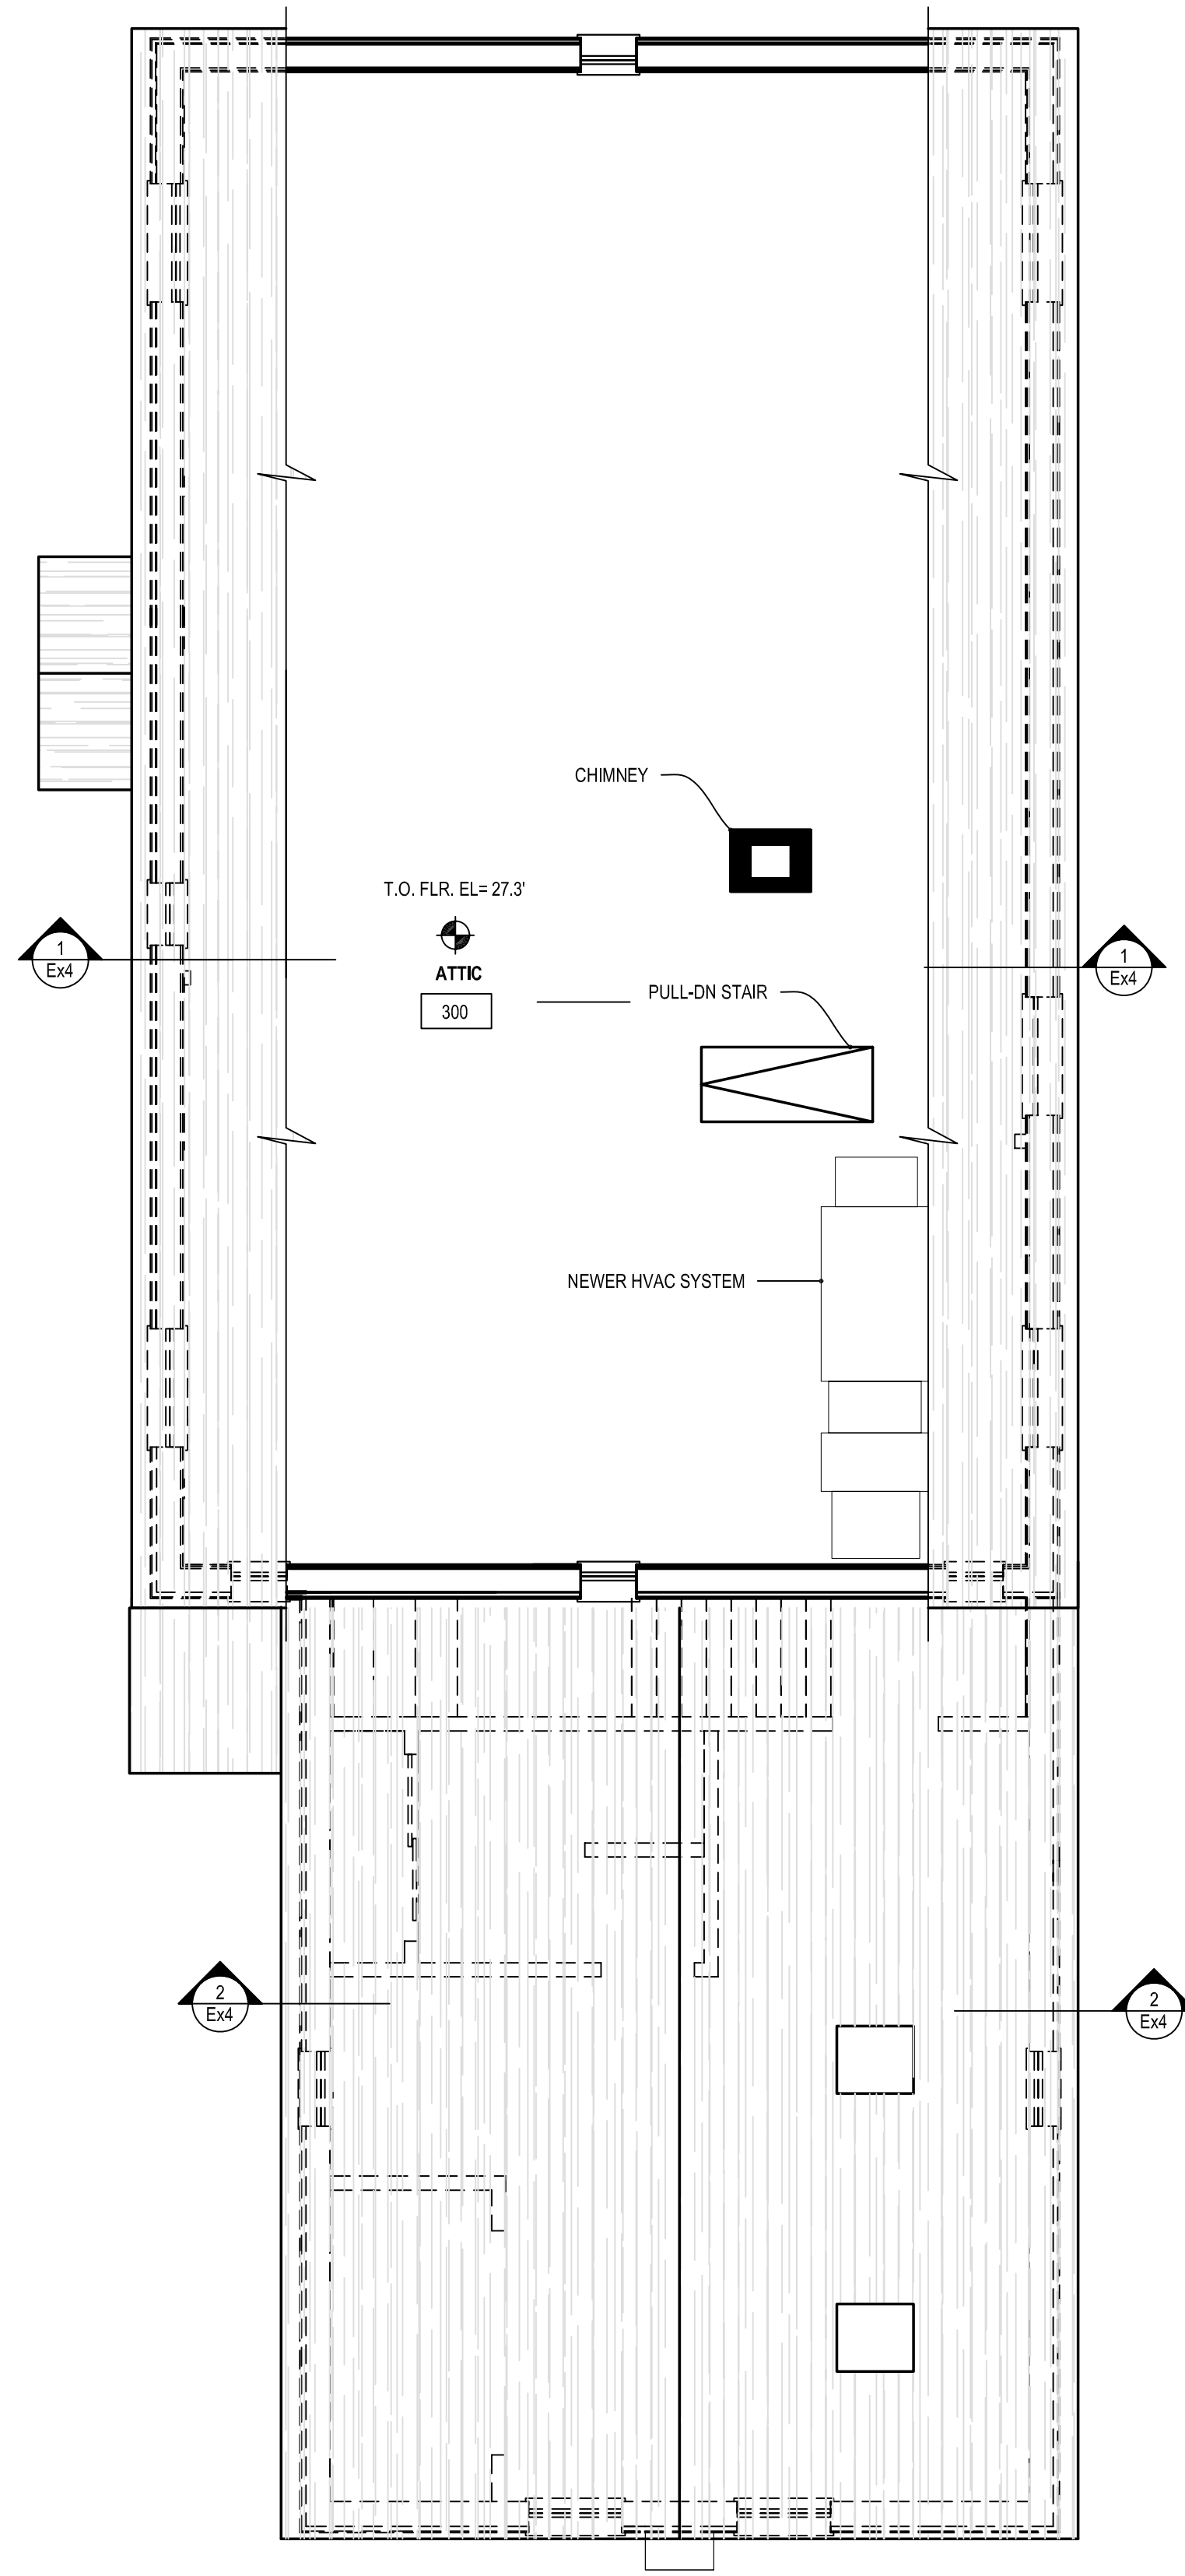 CHIMNEY
T.O. FLR. EL= 27.3'
ATTIC
300
1
Ex4
1
Ex4
PULL-DN STAIR
NEWER HVAC SYSTEM
2
Ex4
2
Ex4